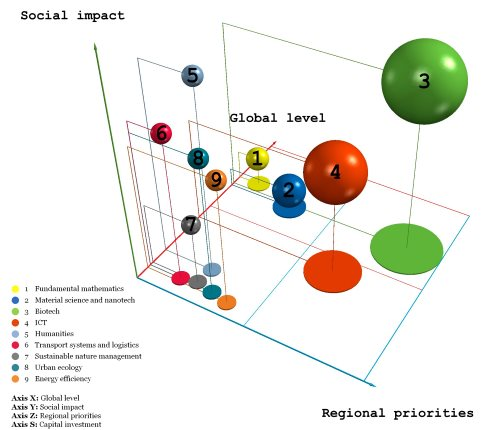 Social impact
3
5
Global level
6
8
1
4
9
2
7
1 Fundamental mathematics
2 Material science and nanotech
3 Biotech
4 ICT
5 Humanities
6 Transport systems and logistics
7 Sustainable nature management
8 Urban ecology
9 Energy efficiency
Axis X: Global level
Axis Y: Social impact
Axis Z: Regional priorities
Axis S: Capital investment
Regional priorities